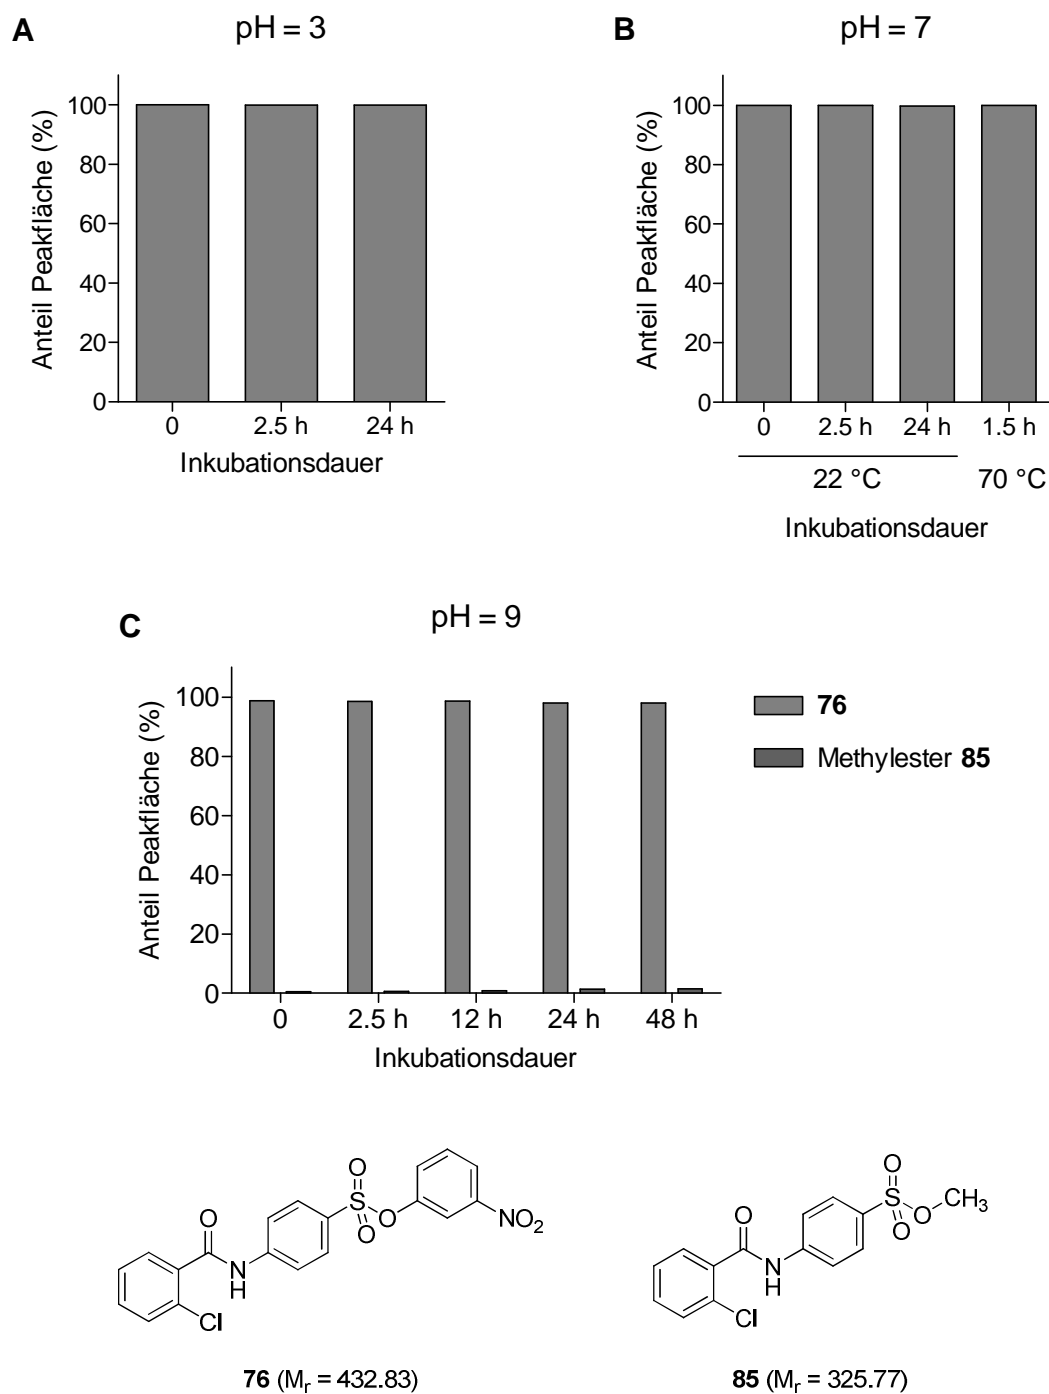 A
pH = 3
Anteil Peakfläche (%)
100
80
60
40
20
0
0 2.5 h 24 h
Inkubationsdauer
B
pH = 7
Anteil Peakfläche (%)
100
80
60
40
20
0
0 2.5 h 24 h 1.5 h
22 °C 70 °C
Inkubationsdauer
C
pH = 9
Anteil Peakfläche (%)
100
80
60
40
20
0
0 2.5 h 12 h 24 h 48 h
Inkubationsdauer
76
Methylester 85
O
S
O
O
NO₂
O
N
H
Cl
76 (Mᵣ = 432.83)
O
S
O
O
CH₃
O
N
H
Cl
85 (Mᵣ = 325.77)